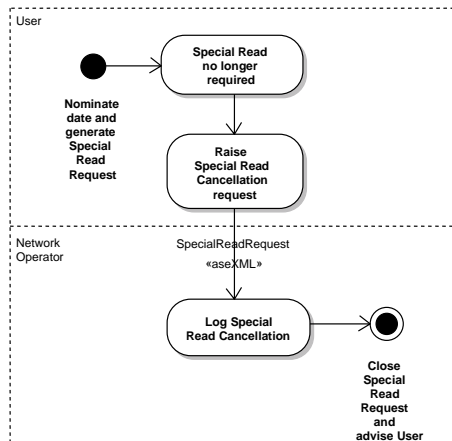 User
Special Read
no longer
required
Nominate
date and
generate
Special
Read
Request
Raise
Special Read
Cancellation
request
Network
Operator
SpecialReadRequest
«aseXML»
Log Special
Read Cancellation
Close
Special
Read
Request
and
advise User